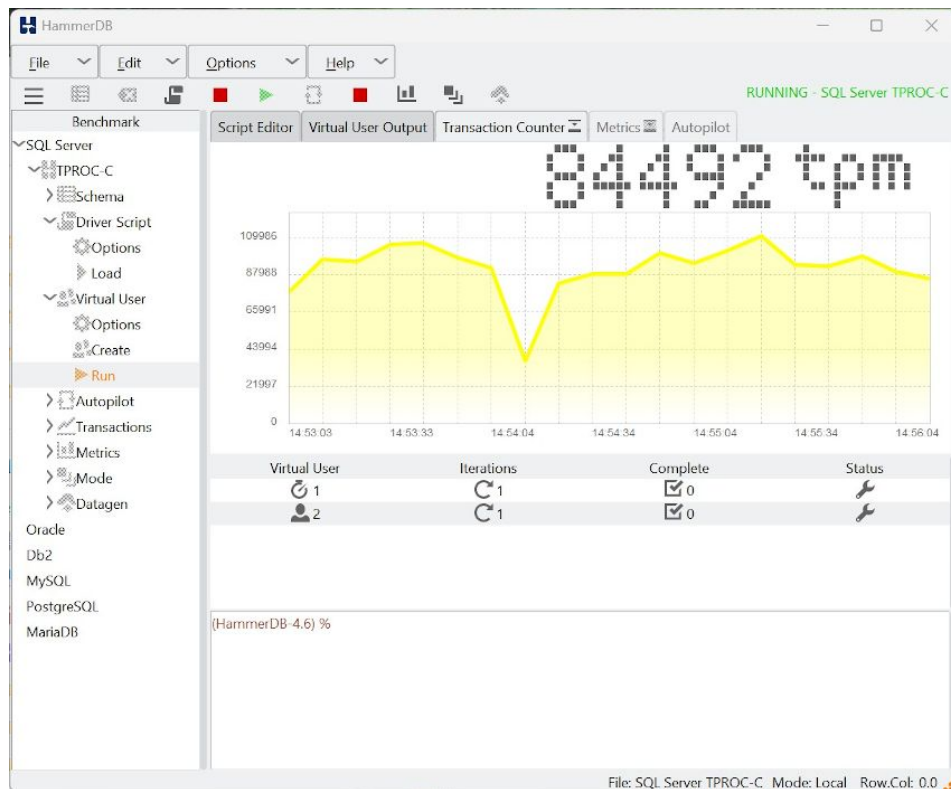 HammerDB
File Edit Options Help
RUNNING - SQL Server TPROC-C
Benchmark
SQL Server
TPROC-C
Schema
Driver Script
Options
Load
Virtual User
Options
Create
Run
Autopilot
Transactions
Metrics
Mode
Datagen
Oracle
Db2
MySQL
PostgreSQL
MariaDB
Script Editor Virtual User Output Transaction Counter Metrics Autopilot
84492 tpm
109986
87988
65991
43994
21997
0
14:53:03 14:53:33 14:54:04 14:54:34 14:55:04 14:55:34 14:56:04
Virtual User Iterations Complete Status
1 1 0
2 1 0
(HammerDB-4.6) %
File: SQL Server TPROC-C Mode: Local Row.Col: 0.0